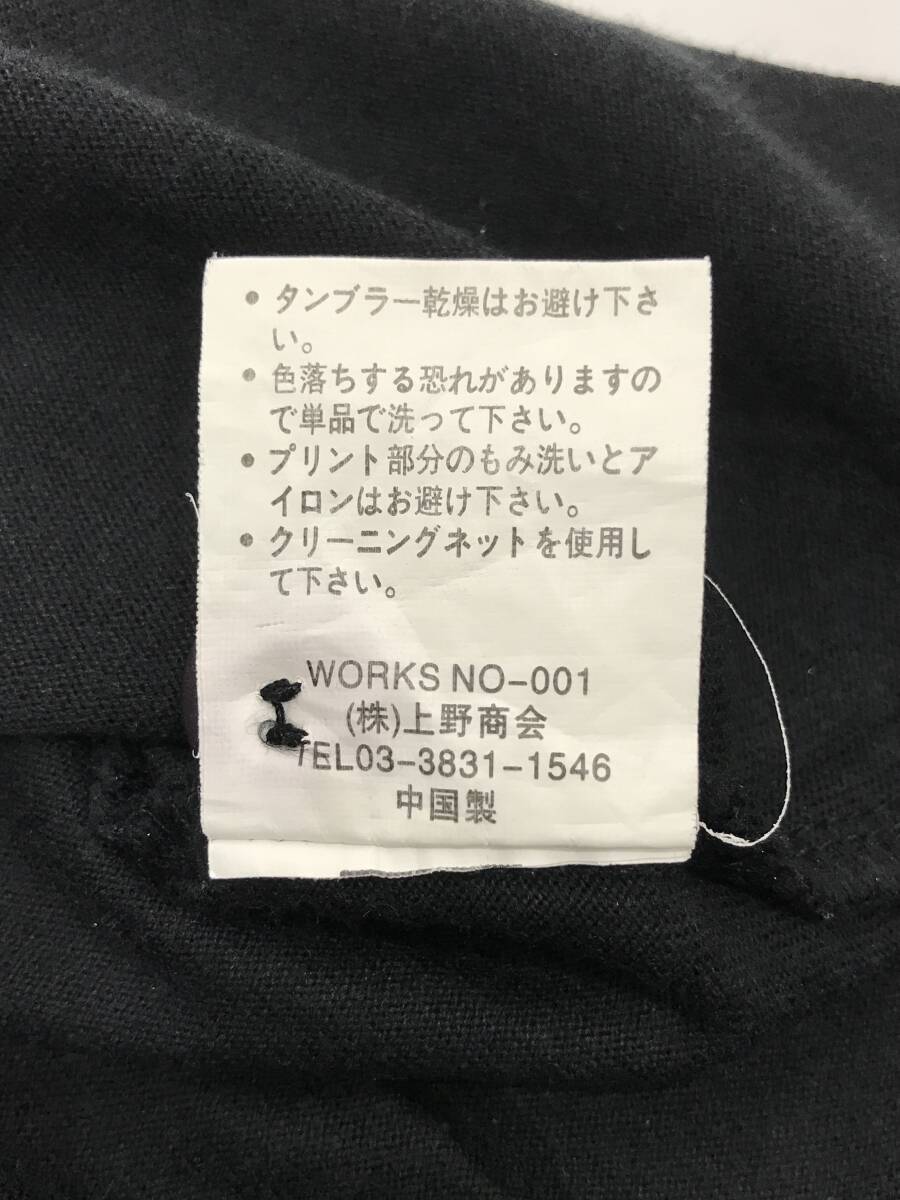 • タンブラー乾燥はお避け下さ
い。
• 色落ちする恐れがありますの
で単品で洗って下さい。
• プリント部分のもみ洗いとア
イロンはお避け下さい。
• クリーニングネットを使用し
て下さい。
WORKS NO-001
(株)上野商会
TEL03-3831-1546
中国製